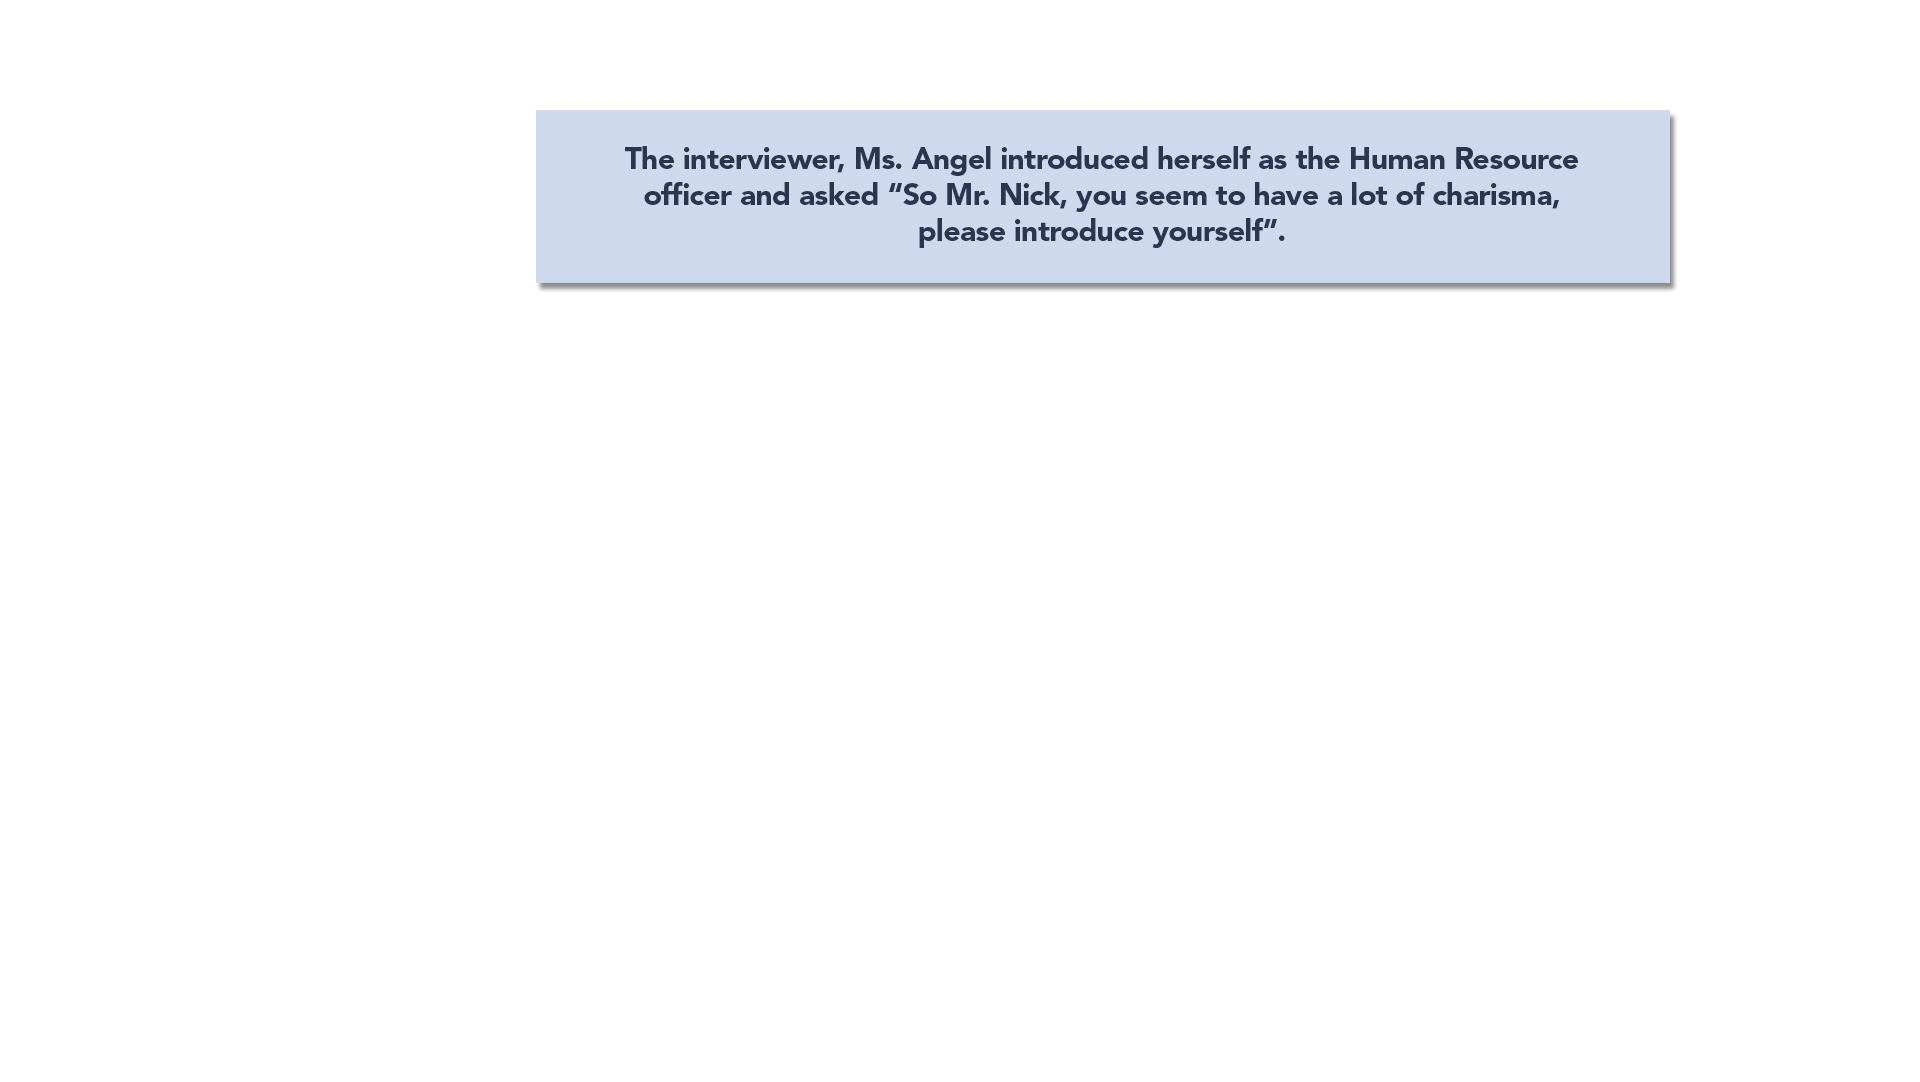 The interviewer, Ms. Angel introduced herself as the Human Resource
officer and asked “So Mr. Nick, you seem to have a lot of charisma,
please introduce yourself”.